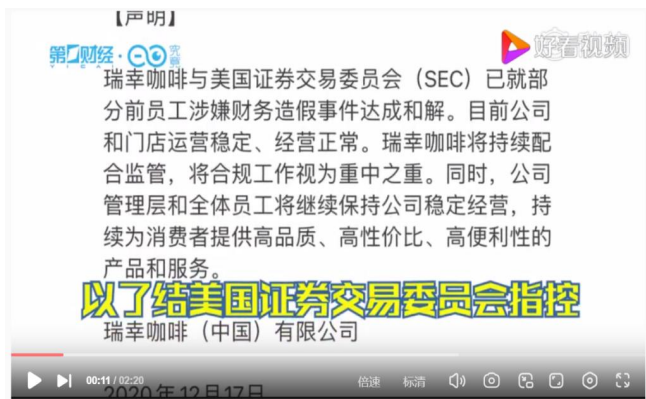 【声明】
第一财经·究竟
YICAI
好看视频
瑞幸咖啡与美国证券交易委员会（SEC）已就部
分前员工涉嫌财务造假事件达成和解。目前公司
和门店运营稳定、经营正常。瑞幸咖啡将持续配
合监管，将合规工作视为重中之重。同时，公司
管理层和全体员工将继续保持公司稳定经营，持
续为消费者提供高品质、高性价比、高便利性的
产品和服务。
以了结美国证券交易委员会指控
瑞幸咖啡（中国）有限公司
00:11 / 02:20
倍速
标清
2020年12月17日